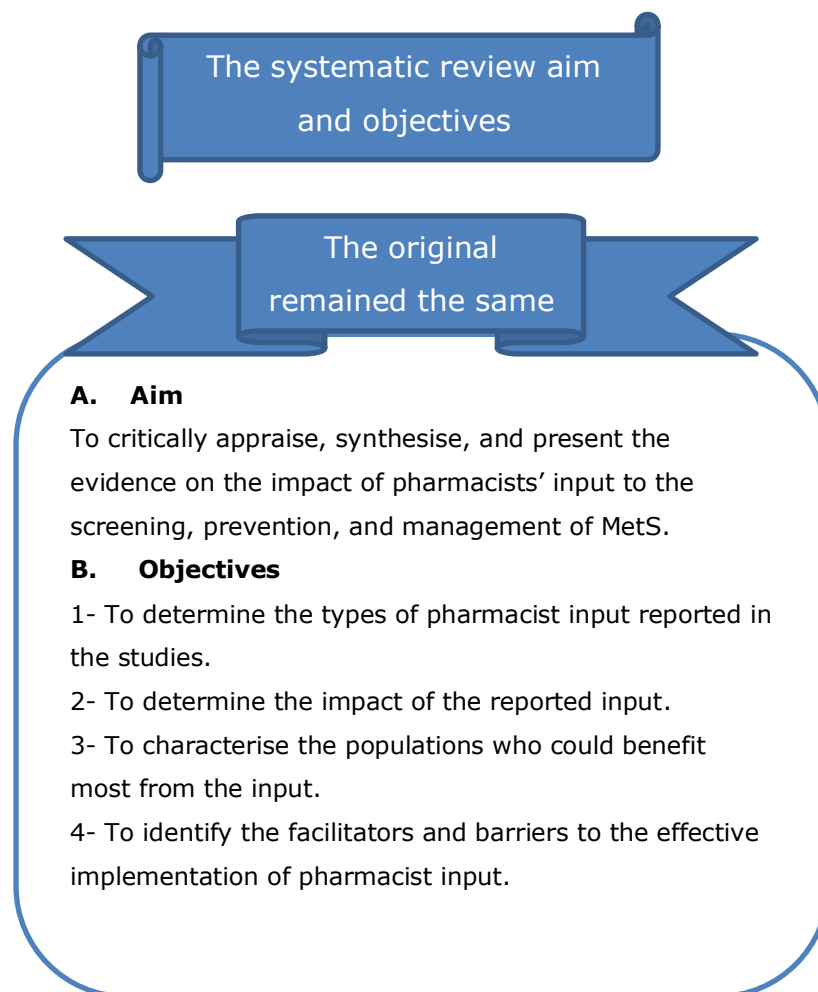 The systematic review aim
and objectives
The original
remained the same
A. Aim
To critically appraise, synthesise, and present the
evidence on the impact of pharmacists’ input to the
screening, prevention, and management of MetS.
B. Objectives
1- To determine the types of pharmacist input reported in
the studies.
2- To determine the impact of the reported input.
3- To characterise the populations who could benefit
most from the input.
4- To identify the facilitators and barriers to the effective
implementation of pharmacist input.